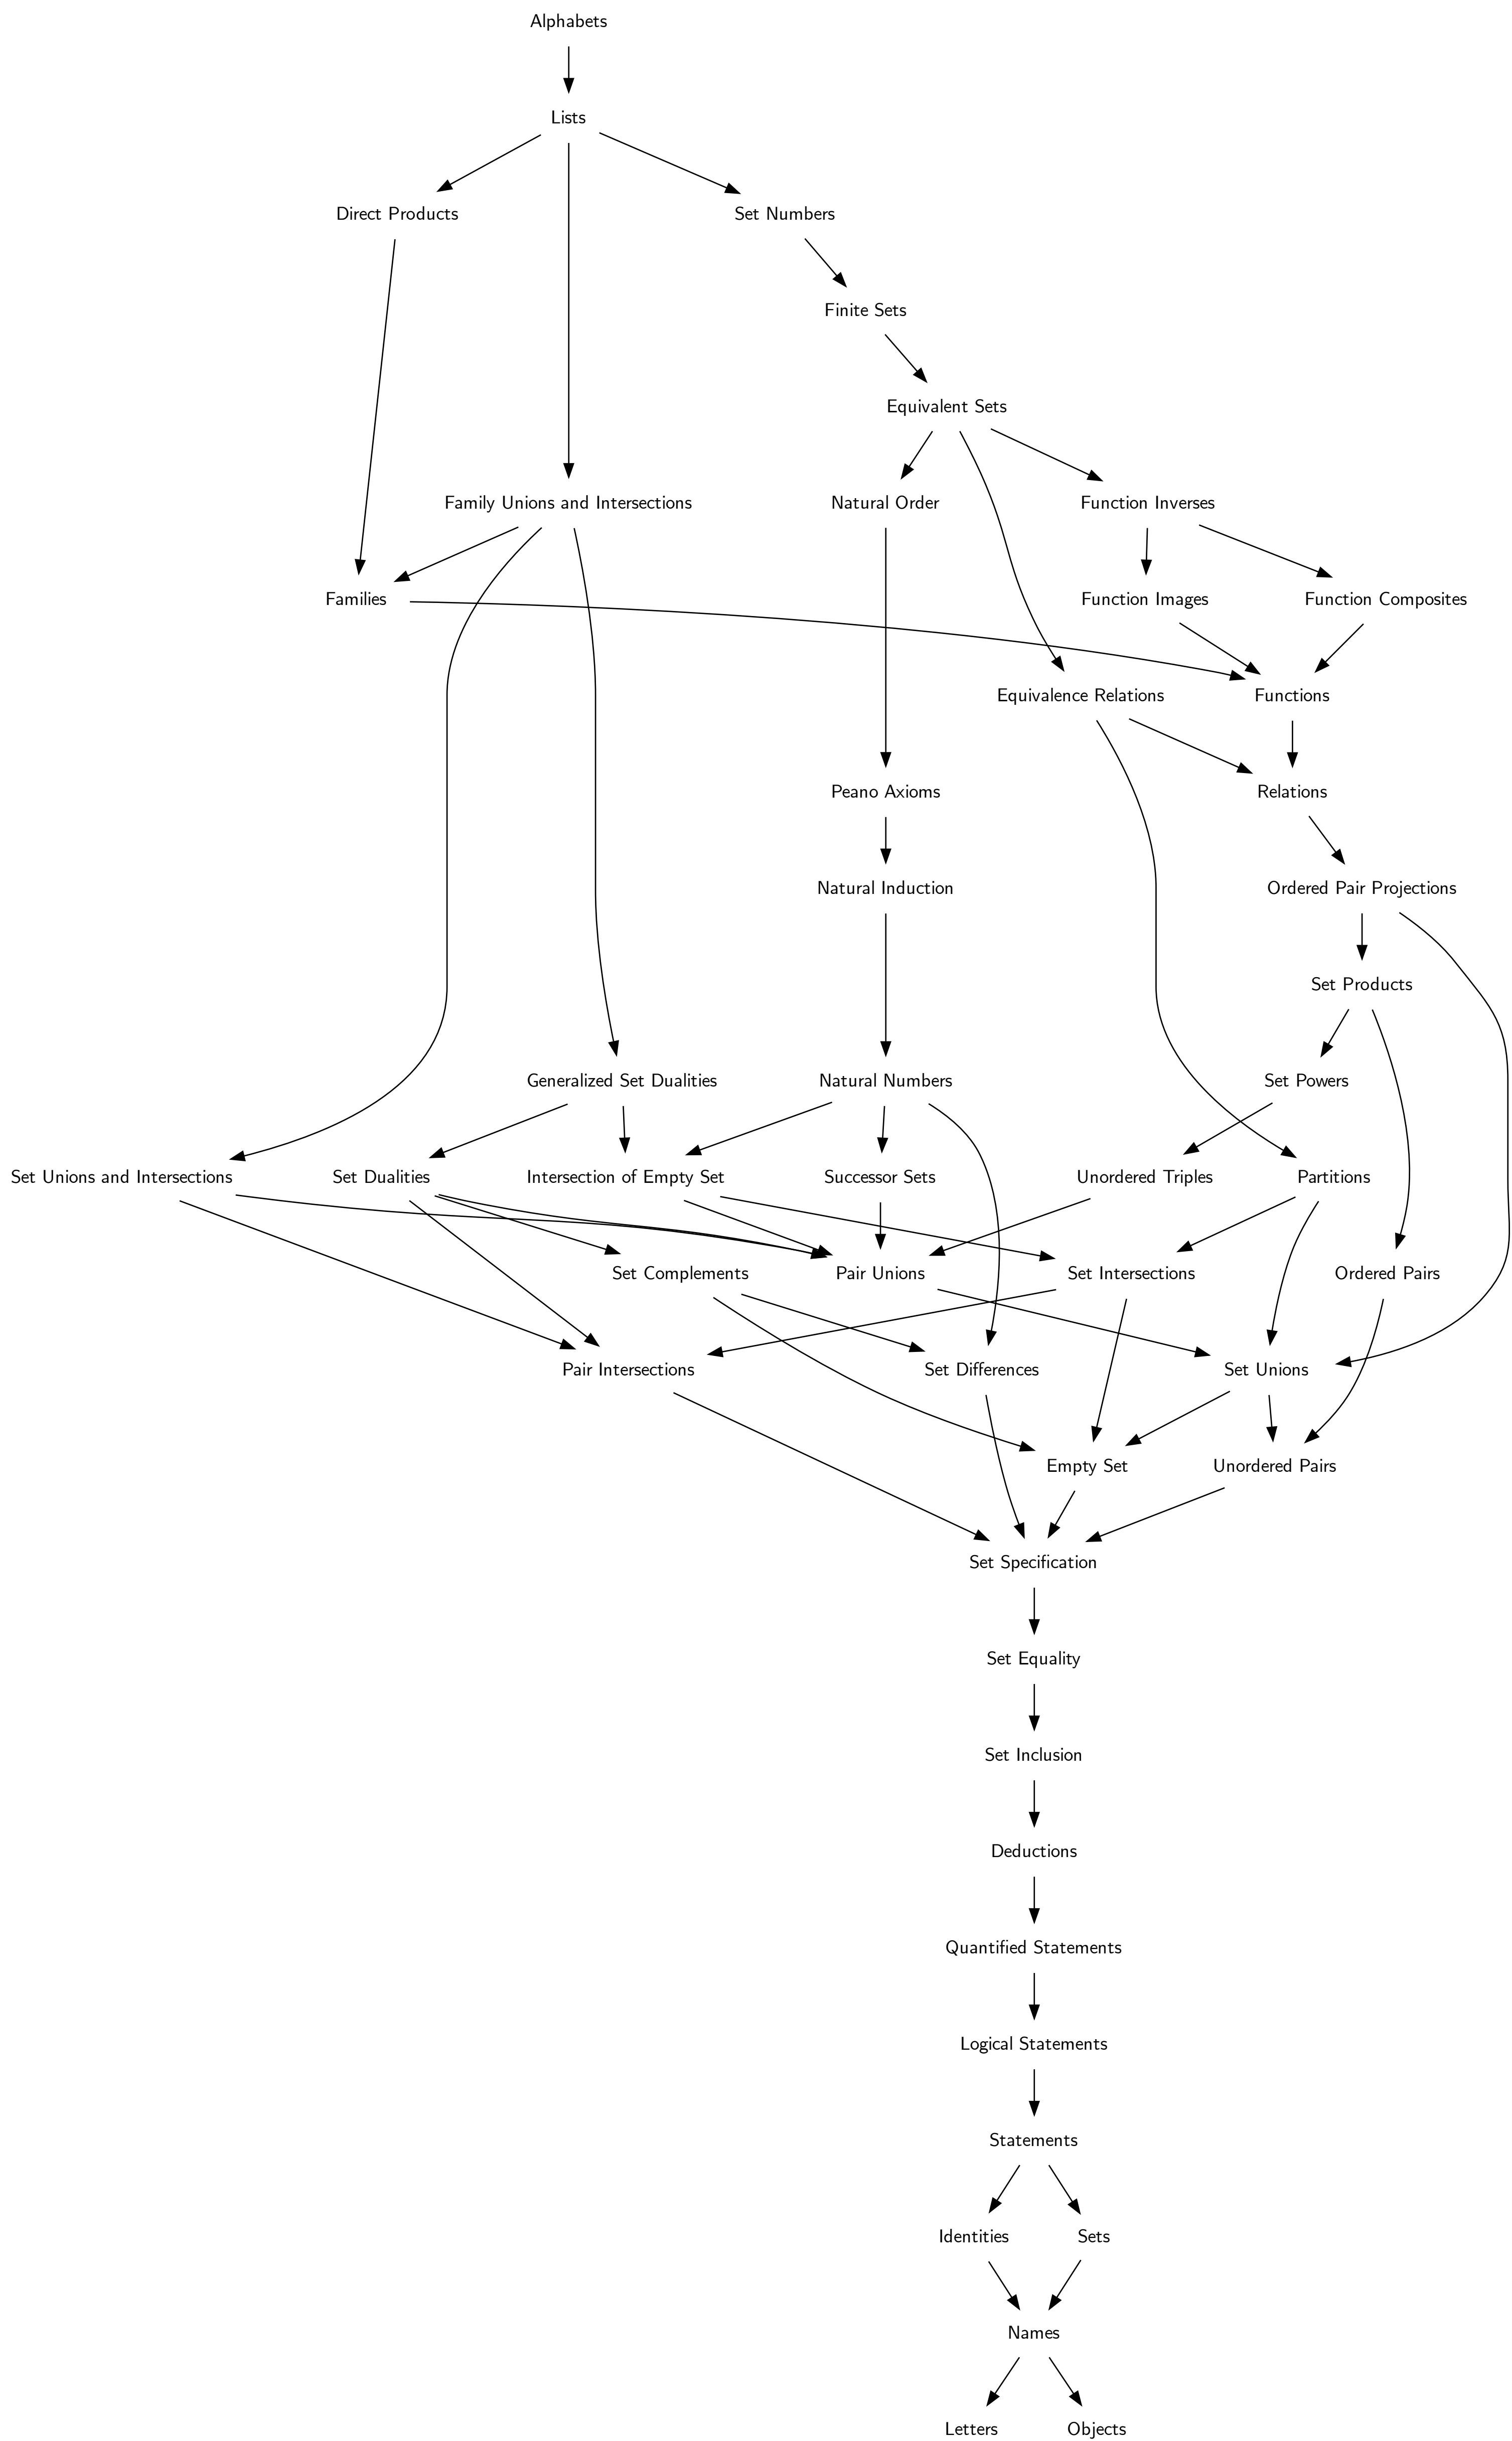 Alphabets
Lists
Direct Products
Set Numbers
Finite Sets
Equivalent Sets
Family Unions and Intersections
Natural Order
Function Inverses
Families
Function Images
Function Composites
Equivalence Relations
Functions
Peano Axioms
Relations
Natural Induction
Ordered Pair Projections
Set Products
Generalized Set Dualities
Natural Numbers
Set Powers
Set Unions and Intersections
Set Dualities
Intersection of Empty Set
Successor Sets
Unordered Triples
Partitions
Set Complements
Pair Unions
Set Intersections
Ordered Pairs
Pair Intersections
Set Differences
Set Unions
Empty Set
Unordered Pairs
Set Specification
Set Equality
Set Inclusion
Deductions
Quantified Statements
Logical Statements
Statements
Identities
Sets
Names
Letters
Objects